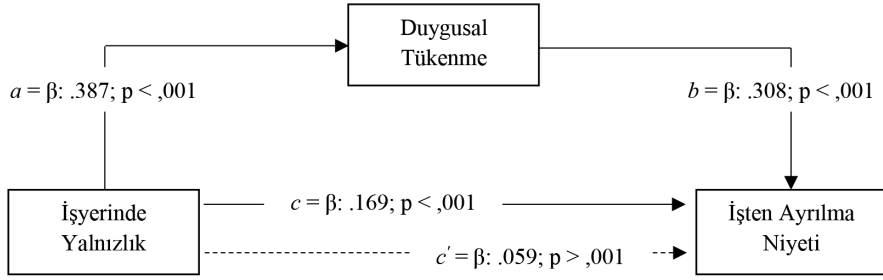 Duygusal
Tükenme
a = β: .387; p < ,001
b = β: .308; p < ,001
İşyerinde
Yalnızlık
c = β: .169; p < ,001
c′ = β: .059; p > ,001
İşten Ayrılma
Niyeti